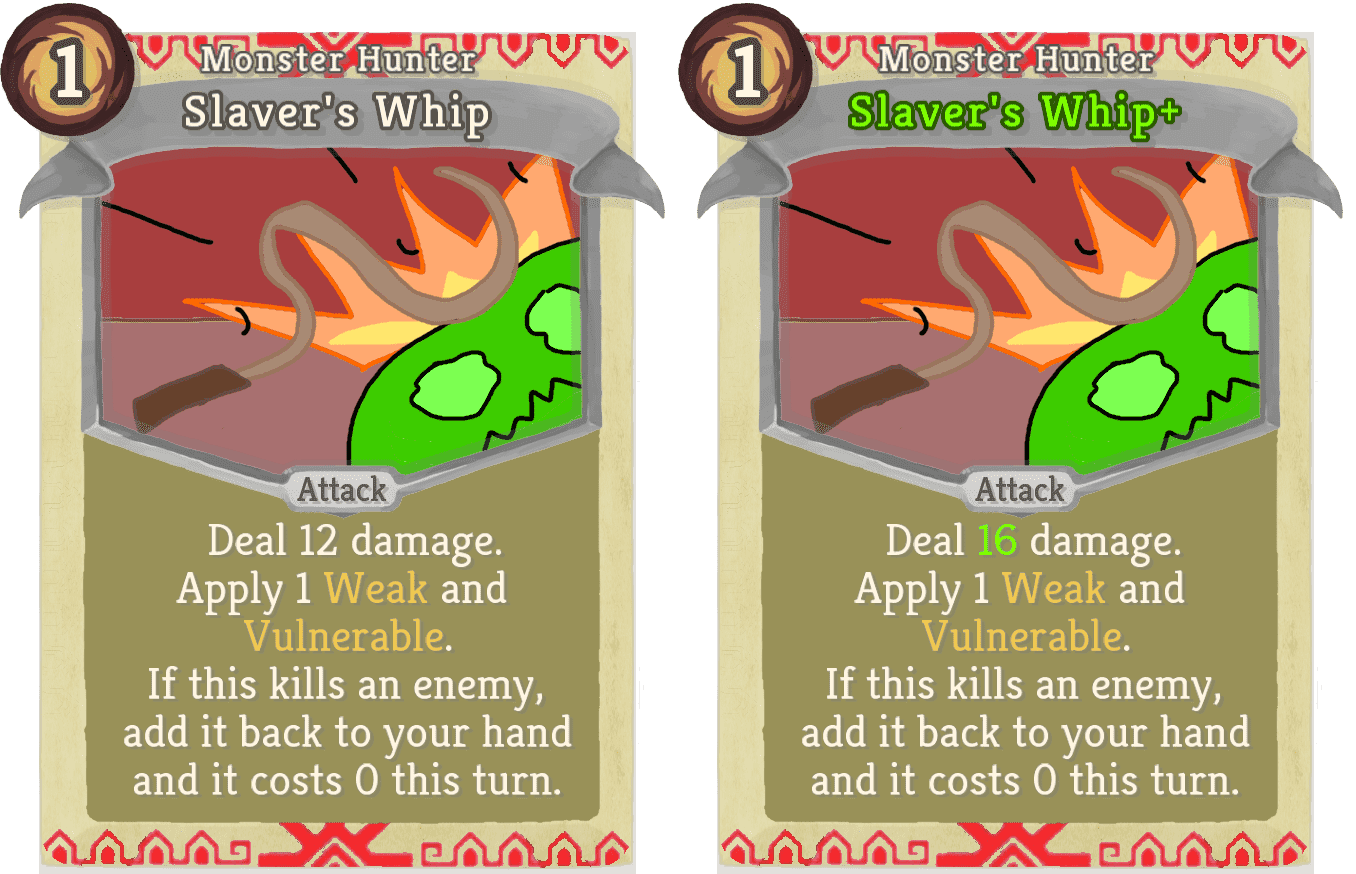 1
Monster Hunter
Slaver's Whip
Attack
Deal 12 damage.
Apply 1 Weak and
Vulnerable.
If this kills an enemy,
add it back to your hand
and it costs 0 this turn.
1
Monster Hunter
Slaver's Whip+
Attack
Deal 16 damage.
Apply 1 Weak and
Vulnerable.
If this kills an enemy,
add it back to your hand
and it costs 0 this turn.